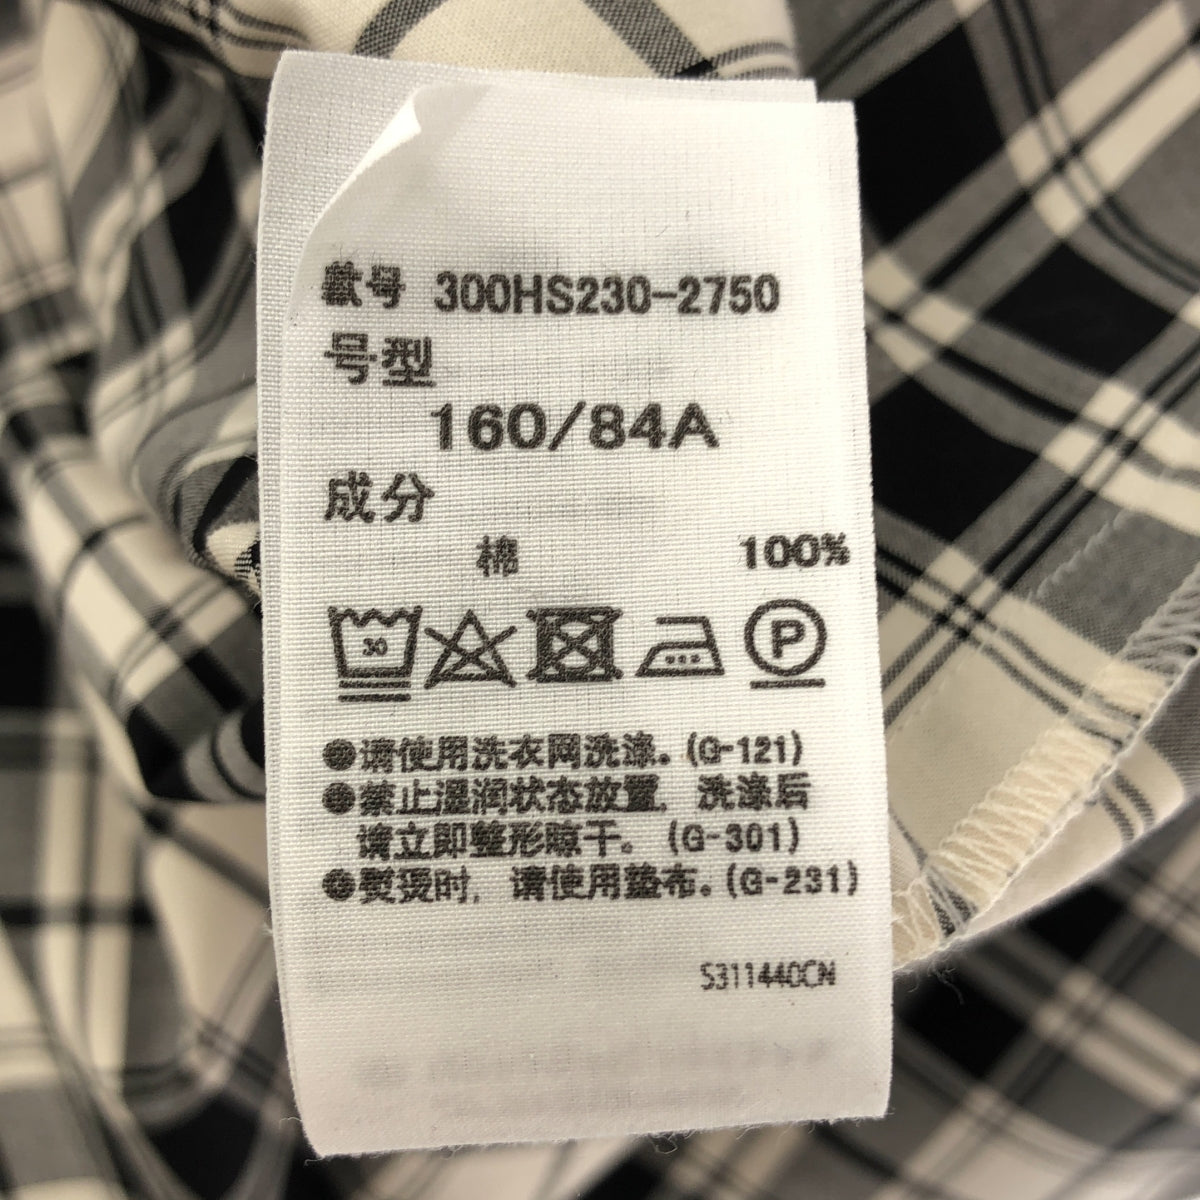 款号 300HS230-2750
号型
160/84A
成分
棉 100%
30
P
●请使用洗衣网洗涤。(G-121)
●禁止湿润状态放置，洗涤后
请立即整形晾干。(G-301)
●熨烫时，请使用垫布。(G-231)
S311440CN